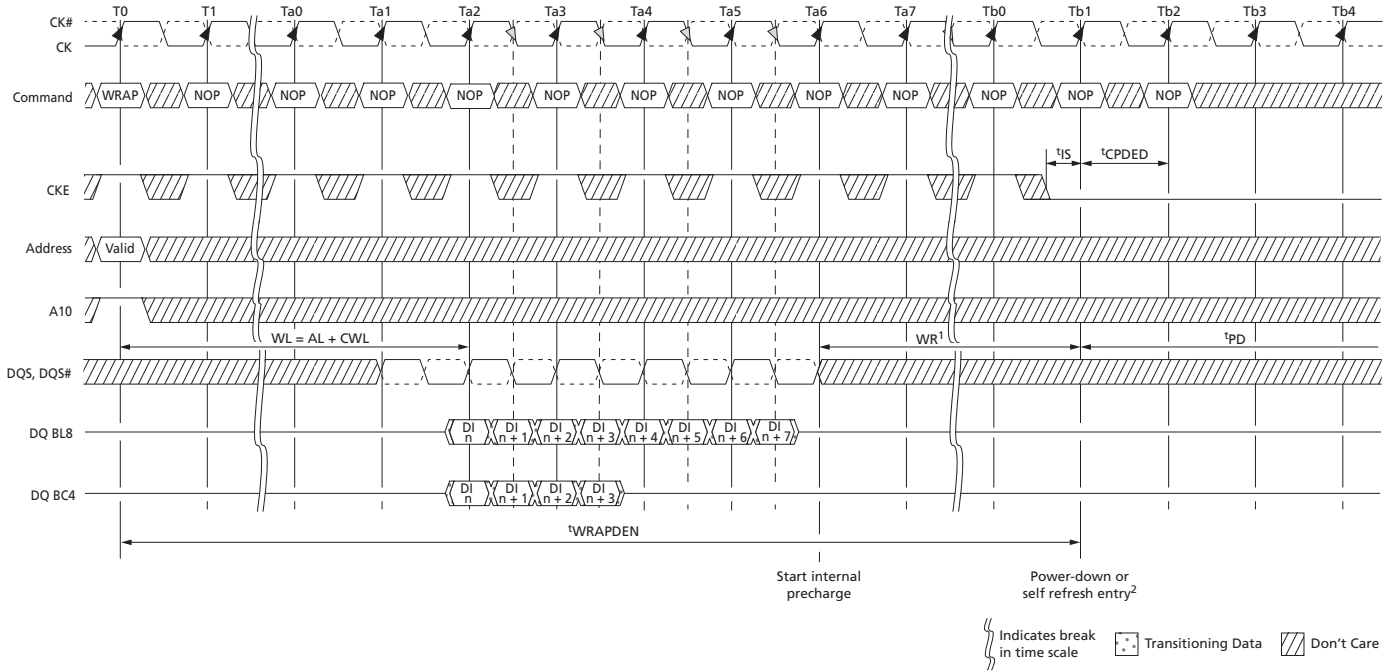 T0 T1 Ta0 Ta1 Ta2 Ta3 Ta4 Ta5 Ta6 Ta7 Tb0 Tb1 Tb2 Tb3 Tb4
CK#
CK
Command WRAP NOP NOP NOP NOP NOP NOP NOP NOP NOP NOP NOP NOP
tIS tCPDED
CKE
Address Valid
A10
WL = AL + CWL WR1 tPD
DQS, DQS#
DQ BL8 DI n DI n + 1 DI n + 2 DI n + 3 DI n + 4 DI n + 5 DI n + 6 DI n + 7
DQ BC4 DI n DI n + 1 DI n + 2 DI n + 3
tWRAPDEN
Start internal
precharge
Power-down or
self refresh entry2
Indicates break
in time scale
Transitioning Data
Don't Care